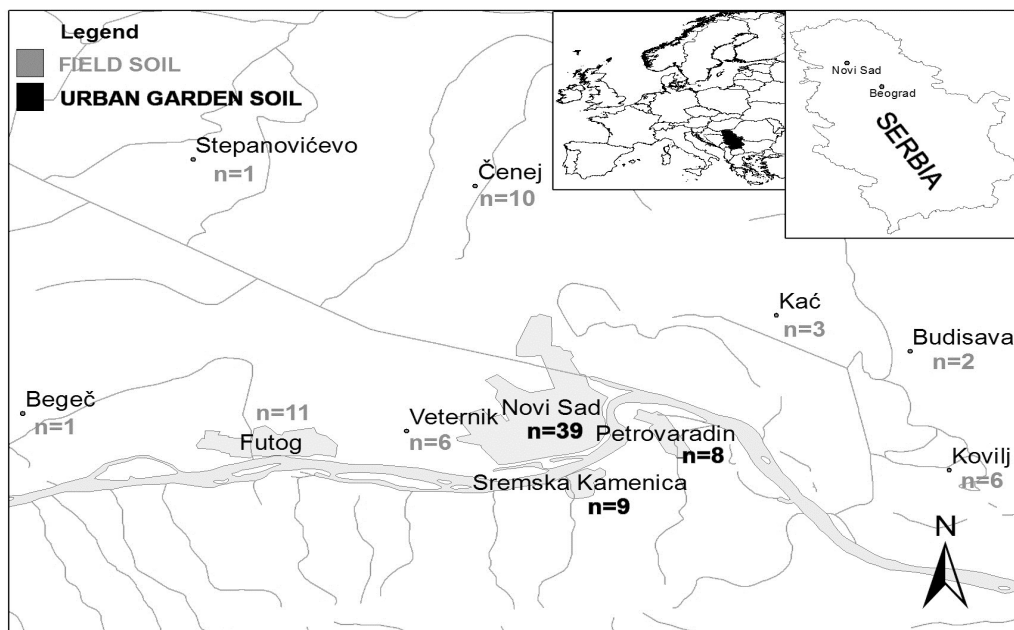 Legend
FIELD SOIL
URBAN GARDEN SOIL
Novi Sad
Beograd
SERBIA
Stepanovićevo
n=1
Čenej
n=10
Kać
n=3
Budisava
n=2
Begeč
n=1
n=11
Futog
Veternik
n=6
Novi Sad
n=39
Petrovaradin
n=8
Sremska Kamenica
n=9
Kovilj
n=6
N